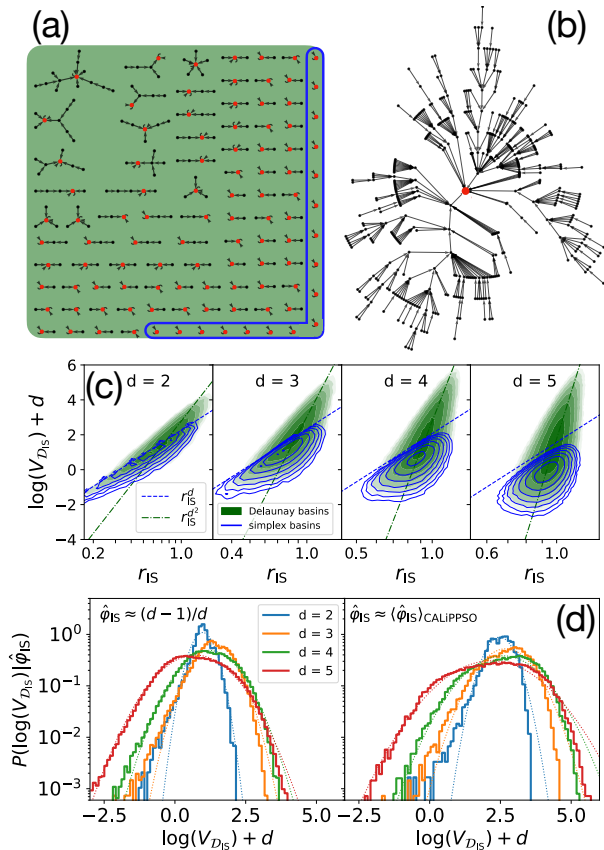 (a)
(b)
(c)
d = 2
d = 3
d = 4
d = 5
log(V_{𝒟_IS}) + d
6
4
2
0
−2
−4
r_IS^d
r_IS^{d²}
Delaunay basins
simplex basins
0.2
1.0
0.4
1.0
0.5
1.0
0.6
1.0
r_IS
r_IS
r_IS
r_IS
φ̂_IS ≈ (d − 1)/d
d = 2
d = 3
d = 4
d = 5
φ̂_IS ≈ ⟨φ̂_IS⟩_CALiPPSO
(d)
P(log(V_{𝒟_IS})|φ̂_IS)
10⁰
10⁻¹
10⁻²
10⁻³
−2.5
0.0
2.5
5.0
−2.5
0.0
2.5
5.0
log(V_{𝒟_IS}) + d
log(V_{𝒟_IS}) + d